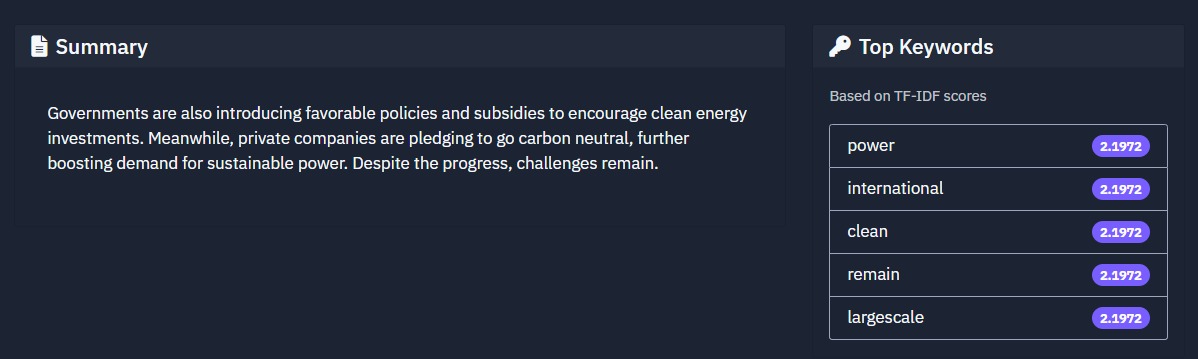 Summary
Governments are also introducing favorable policies and subsidies to encourage clean energy
investments. Meanwhile, private companies are pledging to go carbon neutral, further
boosting demand for sustainable power. Despite the progress, challenges remain.
Top Keywords
Based on TF-IDF scores
power 2.1972
international 2.1972
clean 2.1972
remain 2.1972
largescale 2.1972